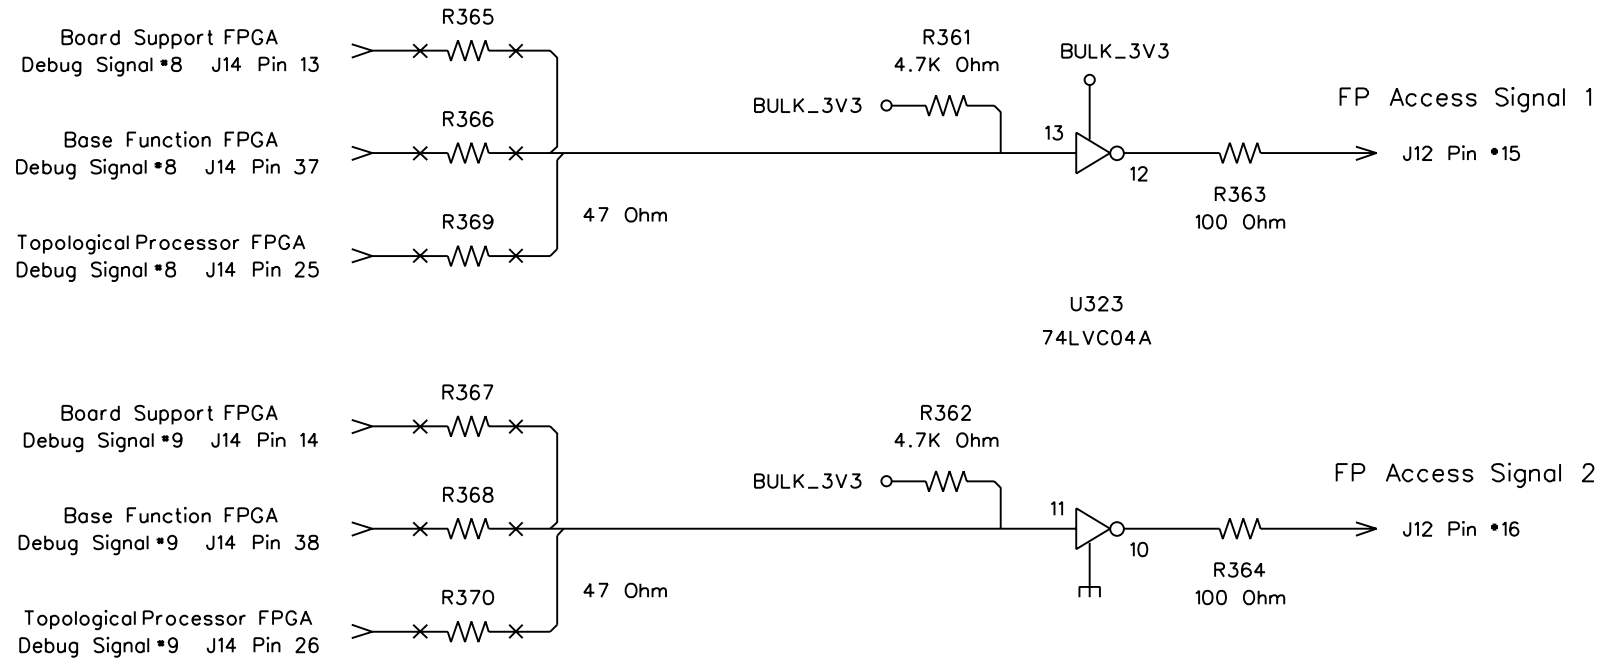 R365
Board Support FPGA
Debug Signal #8 J14 Pin 13
R361
4.7K Ohm
BULK_3V3
BULK_3V3
FP Access Signal 1
R366
Base Function FPGA
Debug Signal #8 J14 Pin 37
13
12
J12 Pin #15
R363
100 Ohm
R369
47 Ohm
Topological Processor FPGA
Debug Signal #8 J14 Pin 25
U323
74LVC04A
R367
Board Support FPGA
Debug Signal #9 J14 Pin 14
R362
4.7K Ohm
BULK_3V3
FP Access Signal 2
R368
Base Function FPGA
Debug Signal #9 J14 Pin 38
11
10
J12 Pin #16
R364
100 Ohm
R370
47 Ohm
Topological Processor FPGA
Debug Signal #9 J14 Pin 26